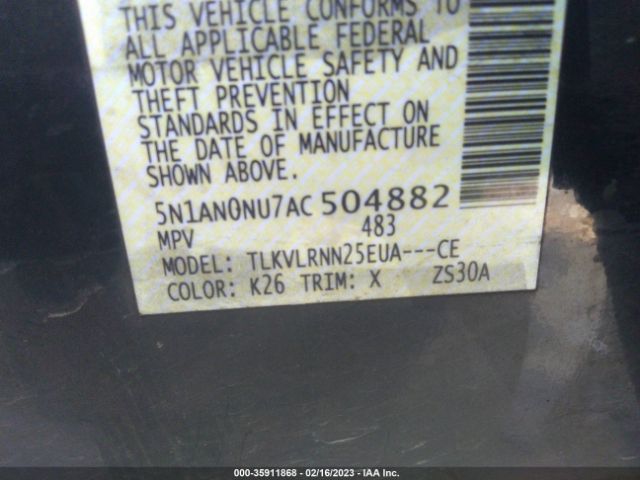 THIS VEHICLE CONFORMS TO
ALL APPLICABLE FEDERAL
MOTOR VEHICLE SAFETY AND
THEFT PREVENTION
STANDARDS IN EFFECT ON
THE DATE OF MANUFACTURE
SHOWN ABOVE.
5N1AN0NU7AC504882
MPV 483
MODEL: TLKVLRNN25EUA---CE
COLOR: K26 TRIM: X ZS30A
000-35911868 - 02/16/2023 - IAA Inc.